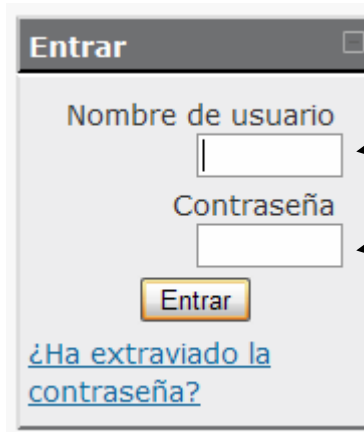 Entrar
Nombre de usuario
Contraseña
Entrar
¿Ha extraviado la
contraseña?